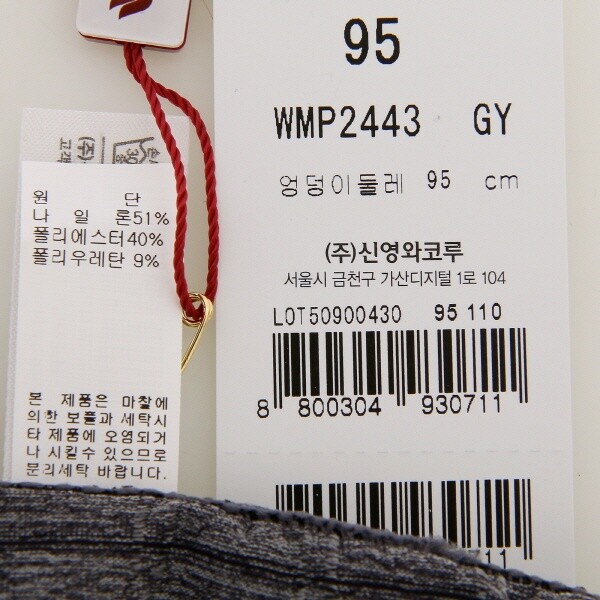 95
WMP2443 GY
엉덩이둘레 95 cm
(주)신영와코루
서울시 금천구 가산디지털 1로 104
LOT50900430 95 110
8 800304 930711
원 단
나 일 론51%
폴리에스터40%
폴리우레탄 9%
본 제품은 마찰에
의한 보풀과 세탁시
타 제품에 오염되거
나 시킬수 있으므로
분리세탁 바랍니다.